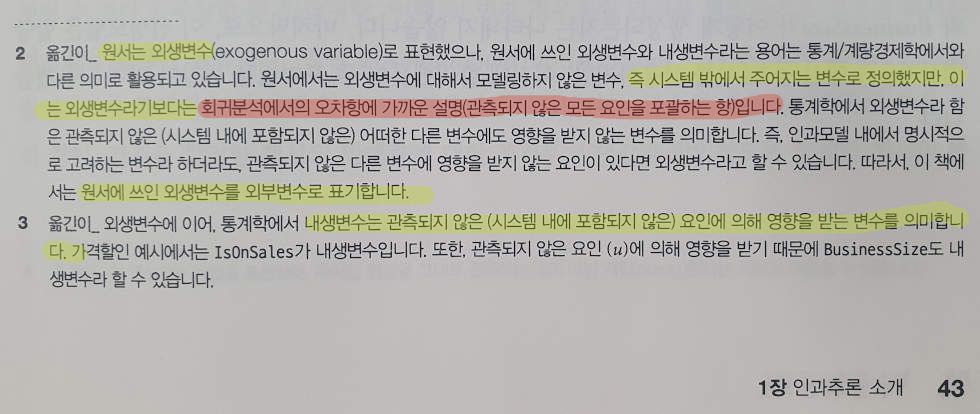 2 옮긴이_ 원서는 외생변수(exogenous variable)로 표현했으나, 원서에 쓰인 외생변수와 내생변수라는 용어는 통계/계량경제학에서와
다른 의미로 활용되고 있습니다. 원서에서는 외생변수에 대해서 모델링하지 않은 변수, 즉 시스템 밖에서 주어지는 변수로 정의했지만, 이
는 외생변수라기보다는 회귀분석에서의 오차항에 가까운 설명(관측되지 않은 모든 요인을 포괄하는 항)입니다. 통계학에서 외생변수라 함
은 관측되지 않은 (시스템 내에 포함되지 않은) 어떠한 다른 변수에도 영향을 받지 않는 변수를 의미합니다. 즉, 인과모델 내에서 명시적으
로 고려하는 변수라 하더라도, 관측되지 않은 다른 변수에 영향을 받지 않는 요인이 있다면 외생변수라고 할 수 있습니다. 따라서, 이 책에
서는 원서에 쓰인 외생변수를 외부변수로 표기합니다.
3 옮긴이_ 외생변수에 이어, 통계학에서 내생변수는 관측되지 않은 (시스템 내에 포함되지 않은) 요인에 의해 영향을 받는 변수를 의미합니
다. 가격할인 예시에서는 IsOnSales가 내생변수입니다. 또한, 관측되지 않은 요인 (u)에 의해 영향을 받기 때문에 BusinessSize도 내
생변수라 할 수 있습니다.
1장 인과추론 소개 43